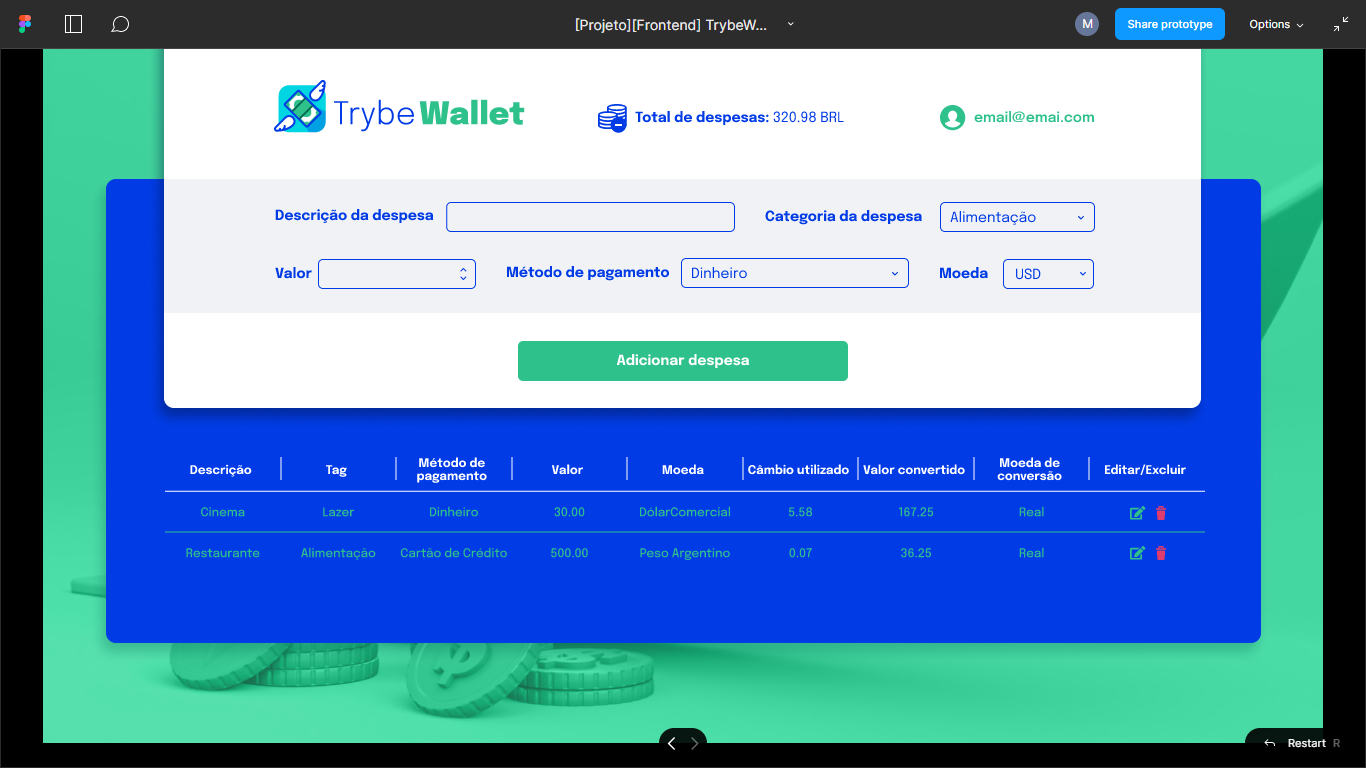 [Projeto][Frontend] TrybeW...
M
Share prototype
Options
Trybe Wallet
Total de despesas: 320.98 BRL
email@emai.com
Descrição da despesa
Categoria da despesa
Alimentação
Valor
Método de pagamento
Dinheiro
Moeda
USD
Adicionar despesa
Descrição
Tag
Método de
pagamento
Valor
Moeda
Câmbio utilizado
Valor convertido
Moeda de
conversão
Editar/Excluir
Cinema
Lazer
Dinheiro
30.00
DólarComercial
5.58
167.25
Real
Restaurante
Alimentação
Cartão de Crédito
500.00
Peso Argentino
0.07
36.25
Real
Restart R